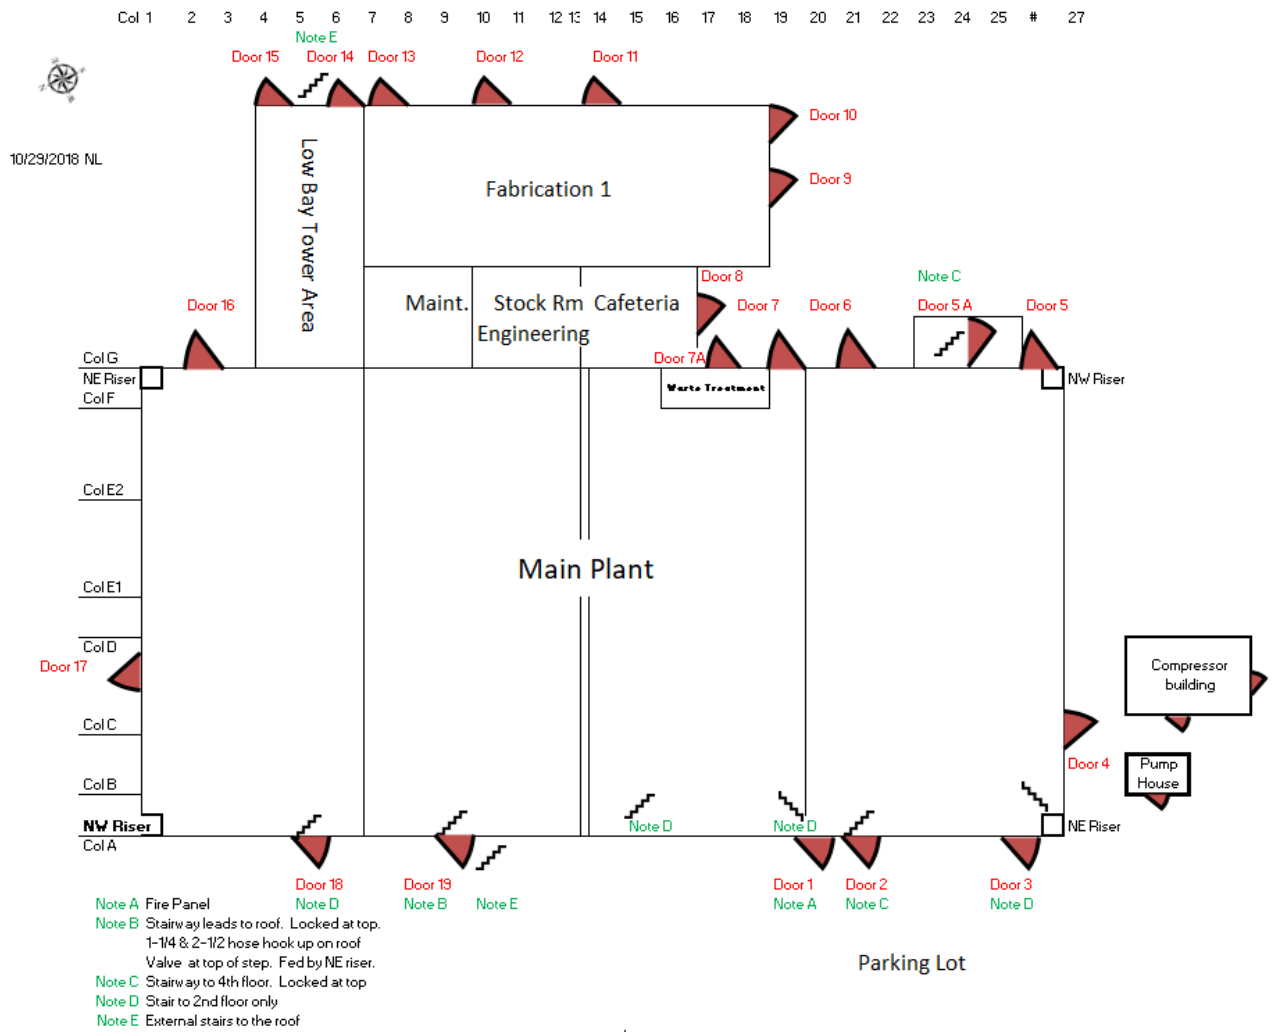 Col 1 2 3 4 5 6 7 8 9 10 11 12 13 14 15 16 17 18 19 20 21 22 23 24 25 # 27
Note E
Door 15 Door 14 Door 13 Door 12 Door 11
Door 10
10/29/2018 NL
Low Bay Tower Area
Door 9
Fabrication 1
Door 8 Note C
Door 16 Maint. Stock Rm Cafeteria Door 7 Door 6 Door 5 A Door 5
Engineering
Col G Door 7A
NE Riser Waste Treatment NW Riser
Col F
Col E2
Main Plant
Col E1
Col D
Door 17
Compressor
building
Col C
Door 4
Pump
House
Col B
NW Riser Note D Note D NE Riser
Col A
Door 18 Door 19 Door 1 Door 2 Door 3
Note D Note B Note E Note A Note C Note D
Note A Fire Panel
Note B Stairway leads to roof. Locked at top.
1-1/4 & 2-1/2 hose hook up on roof
Valve at top of step. Fed by NE riser.
Parking Lot
Note C Stairway to 4th floor. Locked at top
Note D Stair to 2nd floor only
Note E External stairs to the roof